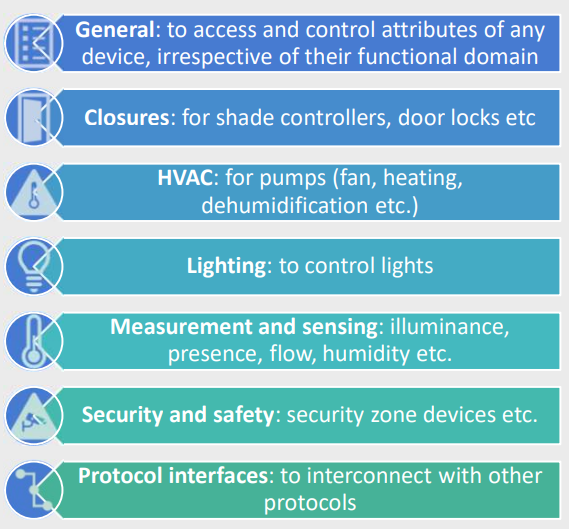 General: to access and control attributes of any
device, irrespective of their functional domain
Closures: for shade controllers, door locks etc
HVAC: for pumps (fan, heating,
dehumidification etc.)
Lighting: to control lights
Measurement and sensing: illuminance,
presence, flow, humidity etc.
Security and safety: security zone devices etc.
Protocol interfaces: to interconnect with other
protocols